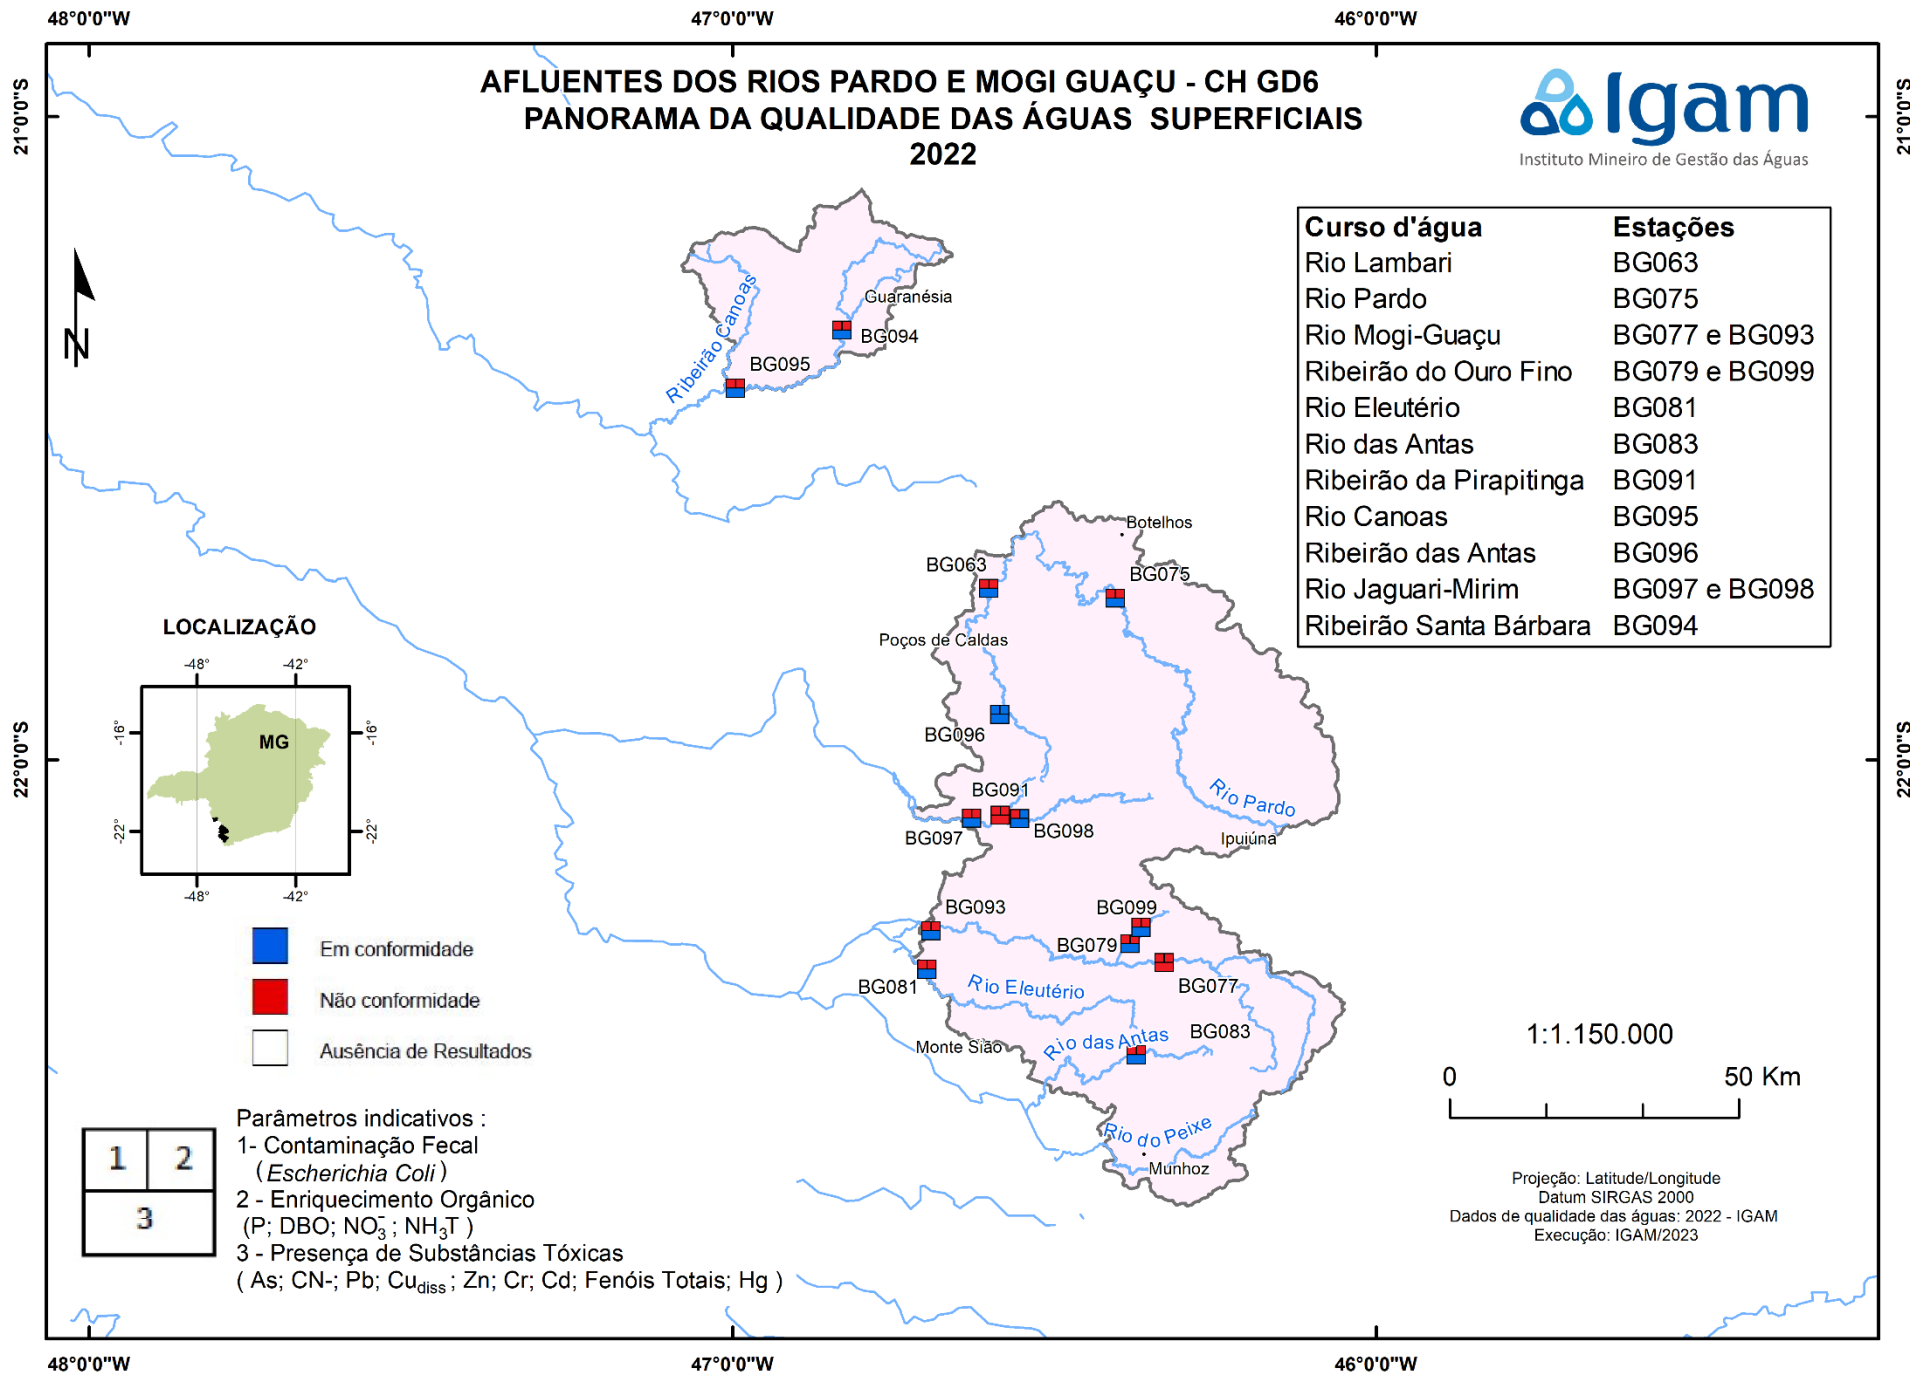 48°0'0"W
47°0'0"W
46°0'0"W
21°0'0"S
21°0'0"S
AFLUENTES DOS RIOS PARDO E MOGI GUAÇU - CH GD6
PANORAMA DA QUALIDADE DAS ÁGUAS SUPERFICIAIS
2022
Igam
Instituto Mineiro de Gestão das Águas
Curso d'água Estações
Rio Lambari BG063
Rio Pardo BG075
Rio Mogi-Guaçu BG077 e BG093
Ribeirão do Ouro Fino BG079 e BG099
Rio Eleutério BG081
Rio das Antas BG083
Ribeirão da Pirapitinga BG091
Rio Canoas BG095
Ribeirão das Antas BG096
Rio Jaguari-Mirim BG097 e BG098
Ribeirão Santa Bárbara BG094
N
Guaranésia
Ribeirão Canoas
BG094
BG095
Botelhos
BG063
BG075
Poços de Caldas
BG096
BG091
Rio Pardo
BG097
BG098
Ipuiúna
BG093
BG099
BG079
BG081
Rio Eleutério
BG077
BG083
Monte Sião
Rio das Antas
Rio do Peixe
Munhoz
22°0'0"S
22°0'0"S
LOCALIZAÇÃO
-48°
-42°
-16°
-16°
MG
-22°
-22°
-48°
-42°
Em conformidade
Não conformidade
Ausência de Resultados
1
2
3
Parâmetros indicativos :
1- Contaminação Fecal
(Escherichia Coli)
2 - Enriquecimento Orgânico
(P; DBO; NO₃⁻; NH₃T )
3 - Presença de Substâncias Tóxicas
( As; CN-; Pb; Cudiss ; Zn; Cr; Cd; Fenóis Totais; Hg )
1:1.150.000
0 50 Km
Projeção: Latitude/Longitude
Datum SIRGAS 2000
Dados de qualidade das águas: 2022 - IGAM
Execução: IGAM/2023
48°0'0"W
47°0'0"W
46°0'0"W